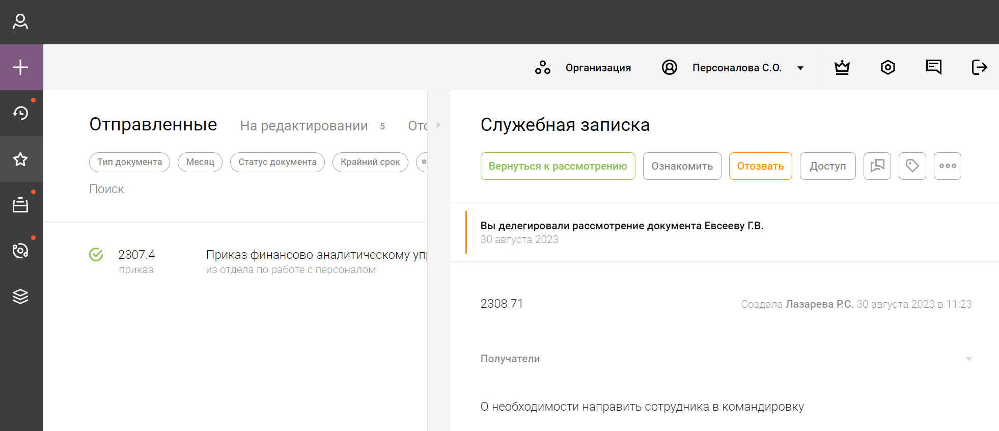 Организация
Персоналова С.О.
Отправленные
На редактировании 5
Отс
Тип документа
Месяц
Статус документа
Крайний срок
Поиск
2307.4
приказ
Приказ финансово-аналитическому упр
из отдела по работе с персоналом
Служебная записка
Вернуться к рассмотрению
Ознакомить
Отозвать
Доступ
Вы делегировали рассмотрение документа Евсееву Г.В.
30 августа 2023
2308.71
Создала Лазарева Р.С. 30 августа 2023 в 11:23
Получатели
О необходимости направить сотрудника в командировку